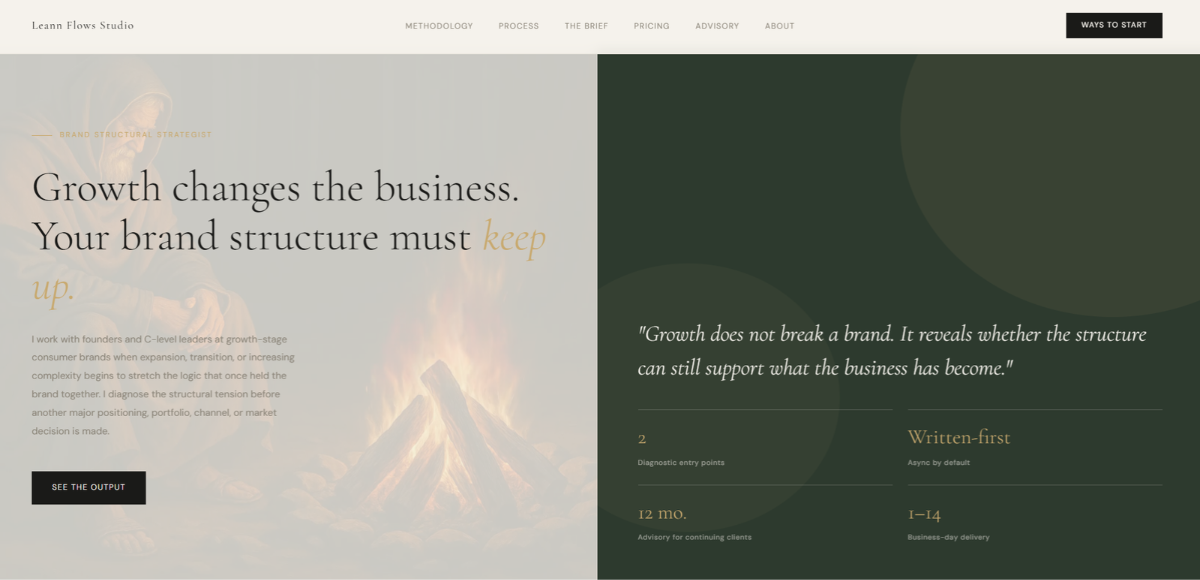 Leann Flows Studio
METHODOLOGY
PROCESS
THE BRIEF
PRICING
ADVISORY
ABOUT
WAYS TO START
BRAND STRUCTURAL STRATEGIST
Growth changes the business.
Your brand structure must keep
up.
I work with founders and C-level leaders at growth-stage
consumer brands when expansion, transition, or increasing
complexity begins to stretch the logic that once held the
brand together. I diagnose the structural tension before
another major positioning, portfolio, channel, or market
decision is made.
SEE THE OUTPUT
"Growth does not break a brand. It reveals whether the structure
can still support what the business has become."
2
Diagnostic entry points
Written-first
Async by default
12 mo.
Advisory for continuing clients
1–14
Business-day delivery